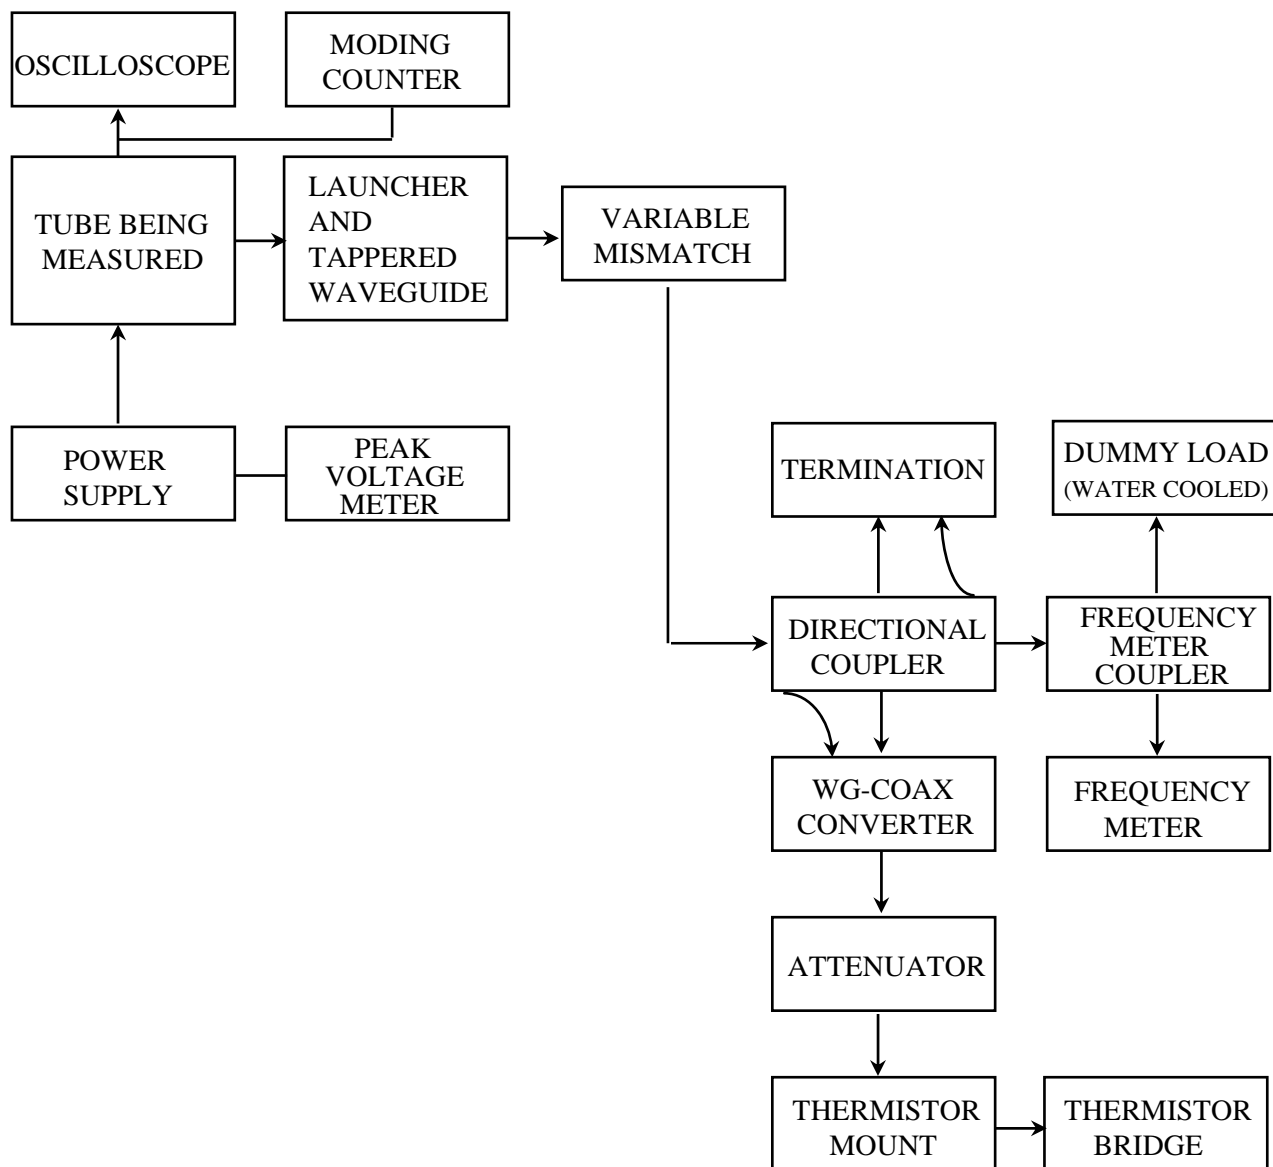 OSCILLOSCOPE
MODING
COUNTER
TUBE BEING
MEASURED
LAUNCHER
AND
TAPPERED
WAVEGUIDE
VARIABLE
MISMATCH
POWER
SUPPLY
PEAK
VOLTAGE
METER
TERMINATION
DUMMY LOAD
(WATER COOLED)
DIRECTIONAL
COUPLER
FREQUENCY
METER
COUPLER
WG-COAX
CONVERTER
FREQUENCY
METER
ATTENUATOR
THERMISTOR
MOUNT
THERMISTOR
BRIDGE